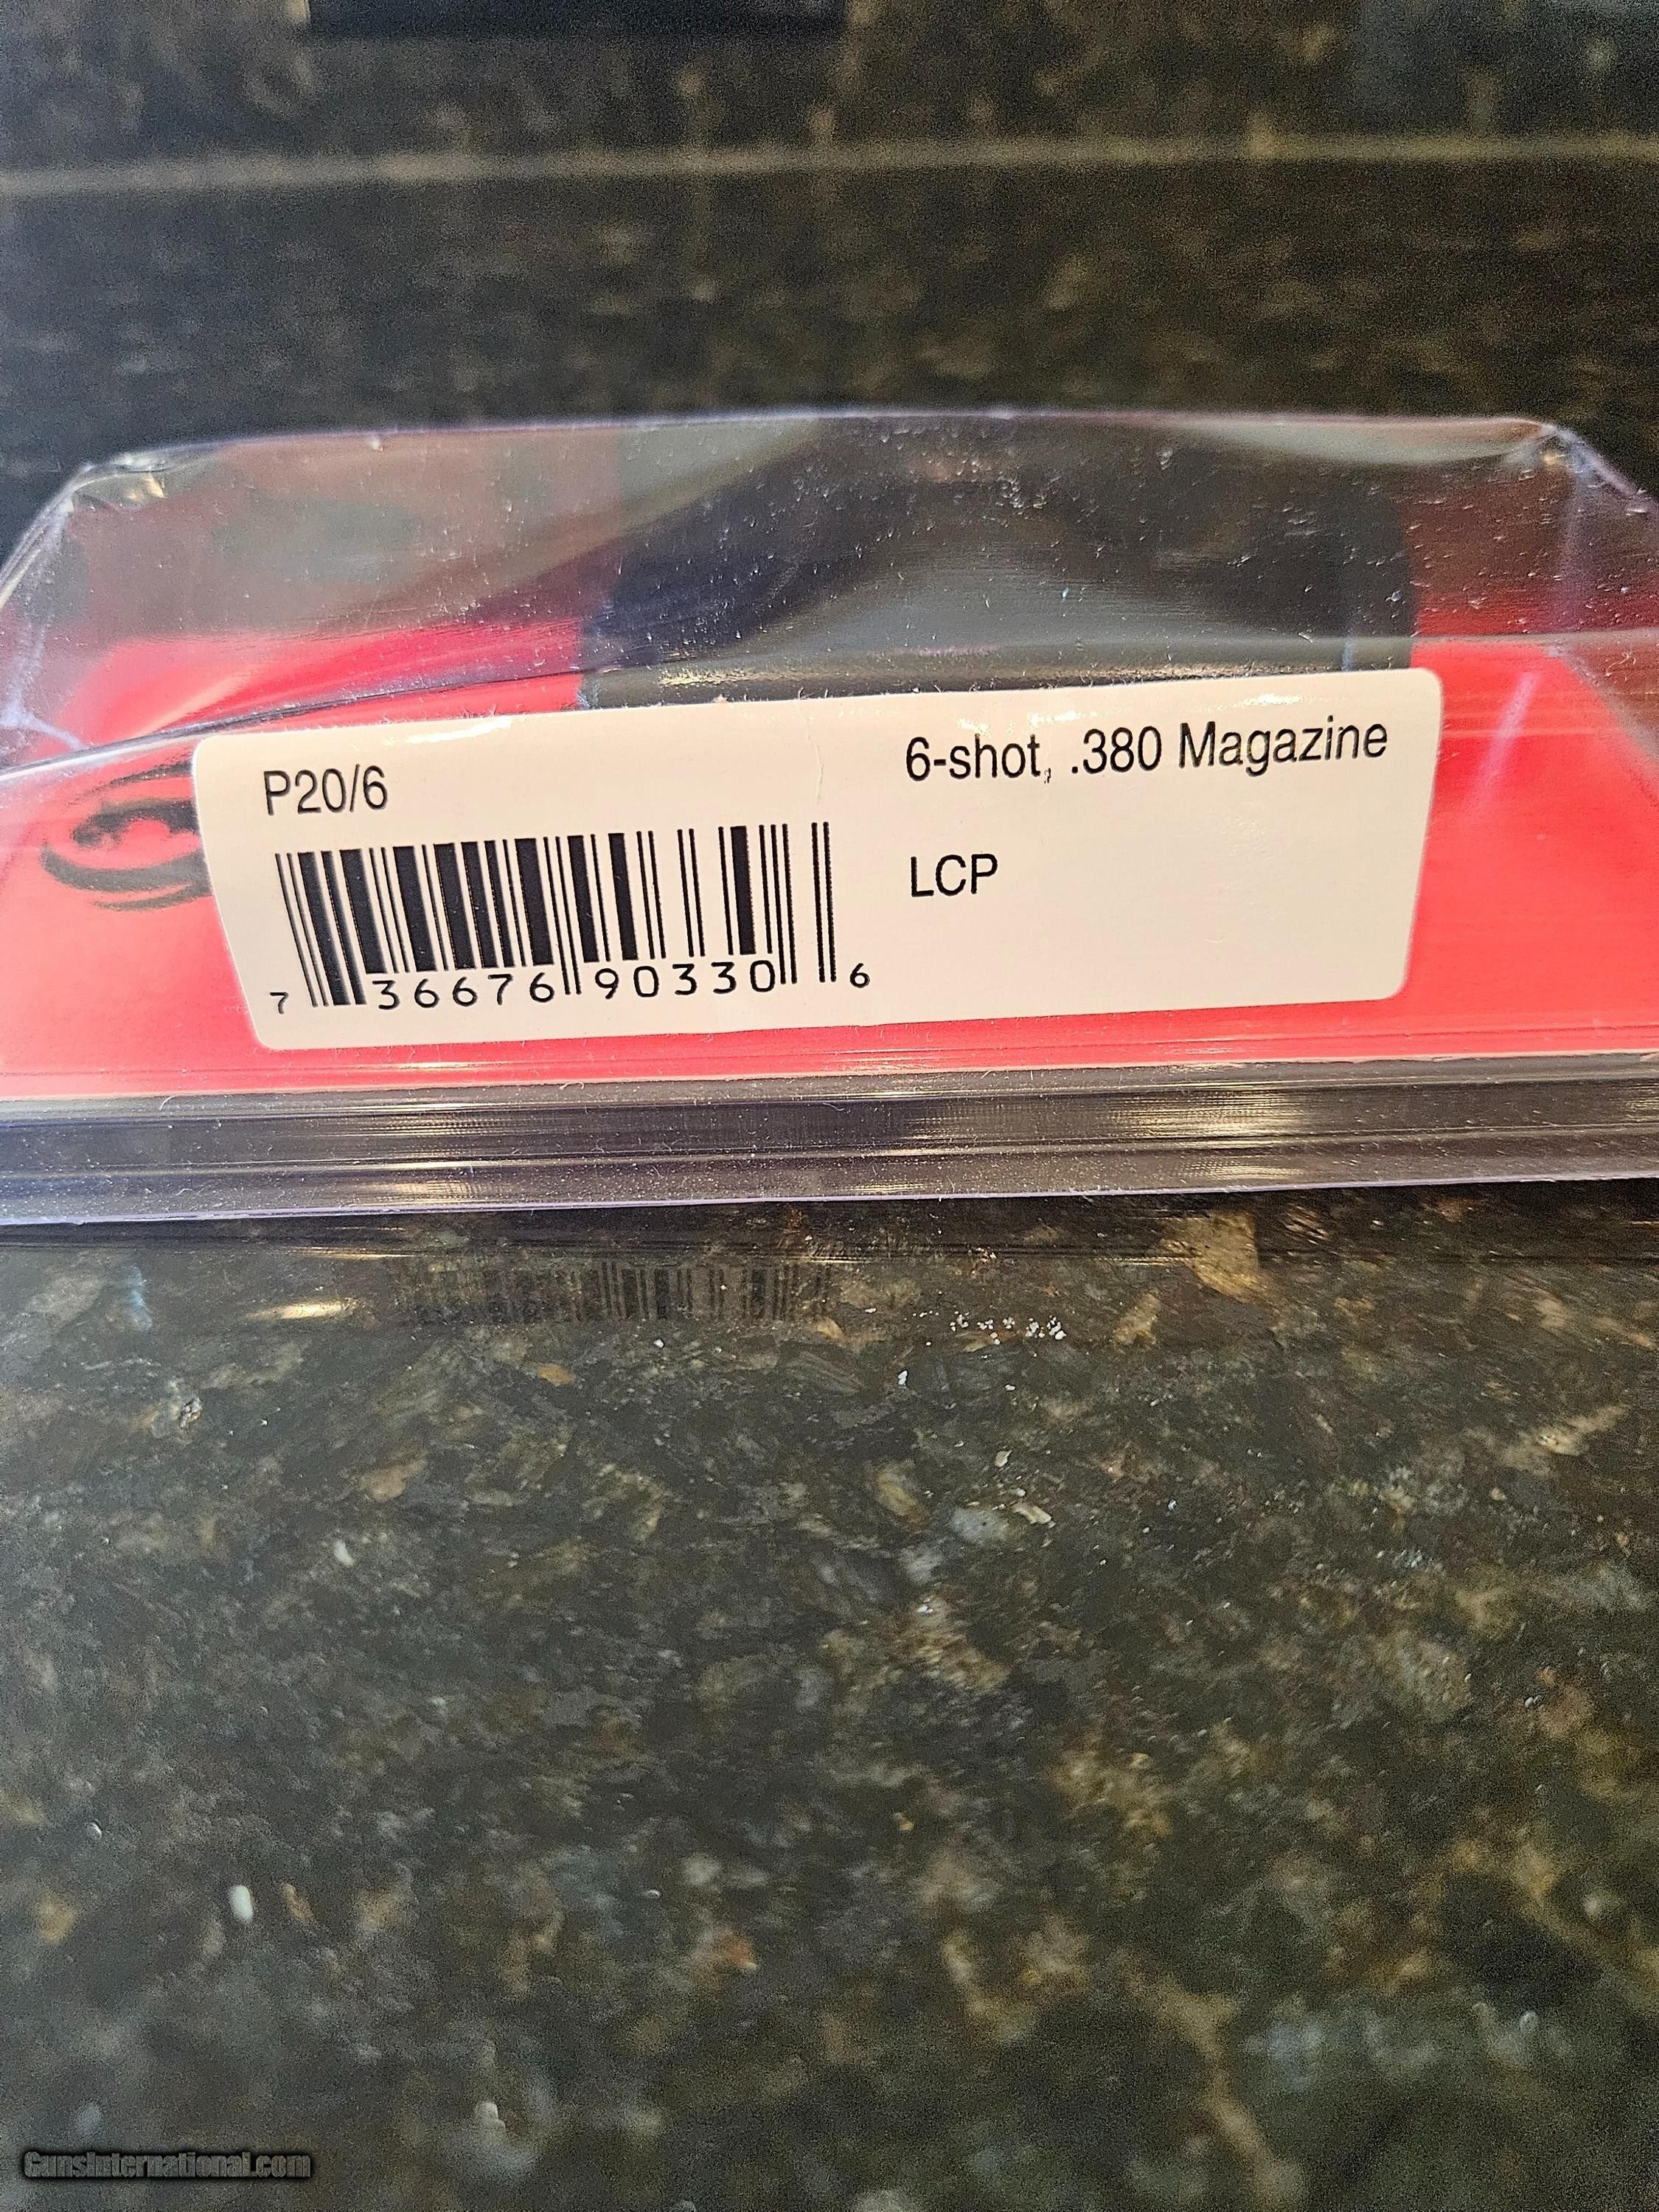 P20/6
6-shot, .380 Magazine
LCP
7 36676 90330 6
GunsInternational.com